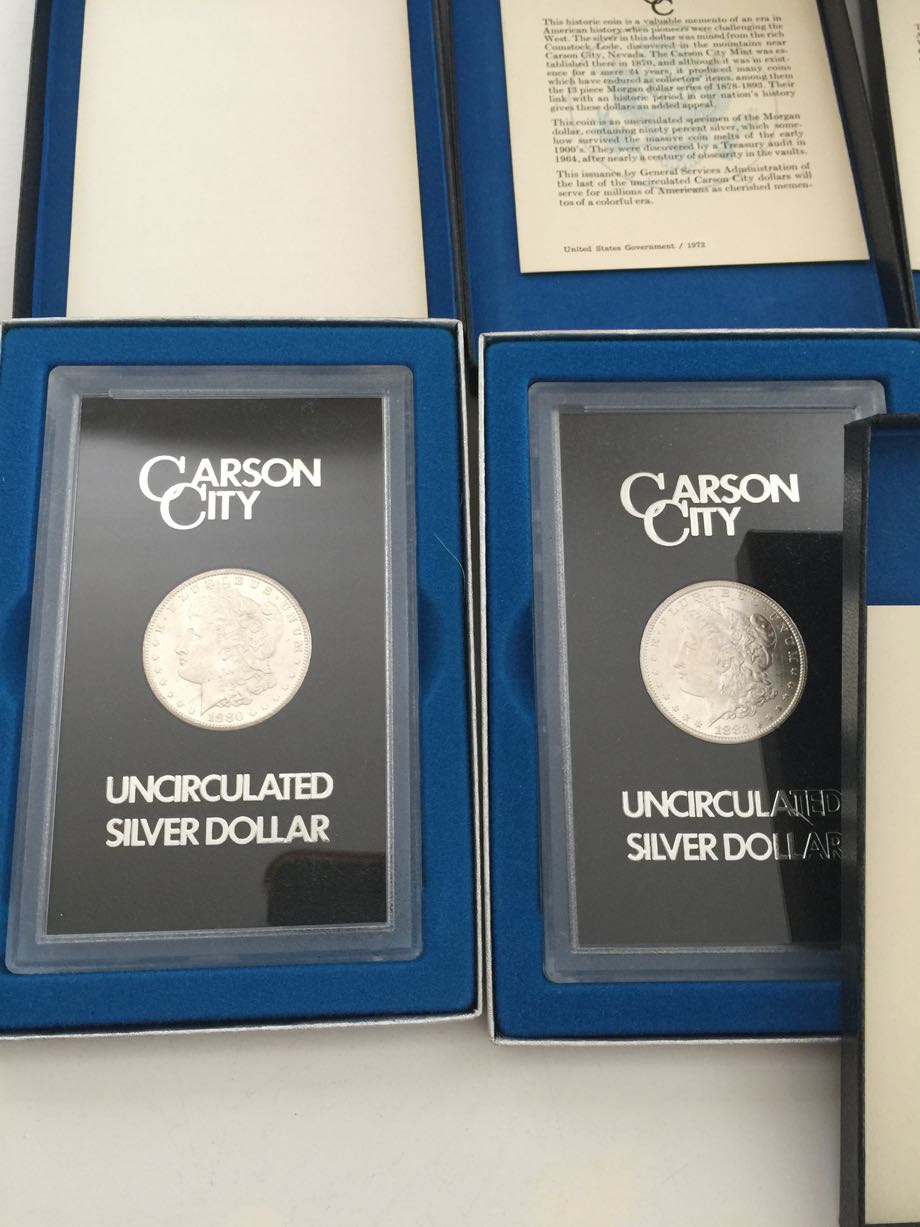 CC
This historic coin is a valuable memento of an era in
American history when pioneers were challenging the
West. The silver in this dollar was mined from the rich
Comstock Lode, discovered in the mountains near
Carson City, Nevada. The Carson City Mint was es-
tablished there in 1870, and although it was in exist-
ence for a mere 24 years, it produced many coins
which have endured as collectors' items, among them
the 13 piece Morgan dollar series of 1878-1893. Their
link with an historic period in our nation's history
gives these dollars an added appeal.
This coin is an uncirculated specimen of the Morgan
dollar, containing ninety percent silver, which some-
how survived the massive coin melts of the early
1900's. They were discovered by a Treasury audit in
1964, after nearly a century of obscurity in the vaults.
This issuance by General Services Administration of
the last of the uncirculated Carson City dollars will
serve for millions of Americans as cherished memen-
tos of a colorful era.
United States Government / 1972
CARSON
CITY
E·PLURIBUS·UNUM
1880
UNCIRCULATED
SILVER DOLLAR
CARSON
CITY
E·PLURIBUS·UNUM
UNCIRCULATED
SILVER DOLLAR